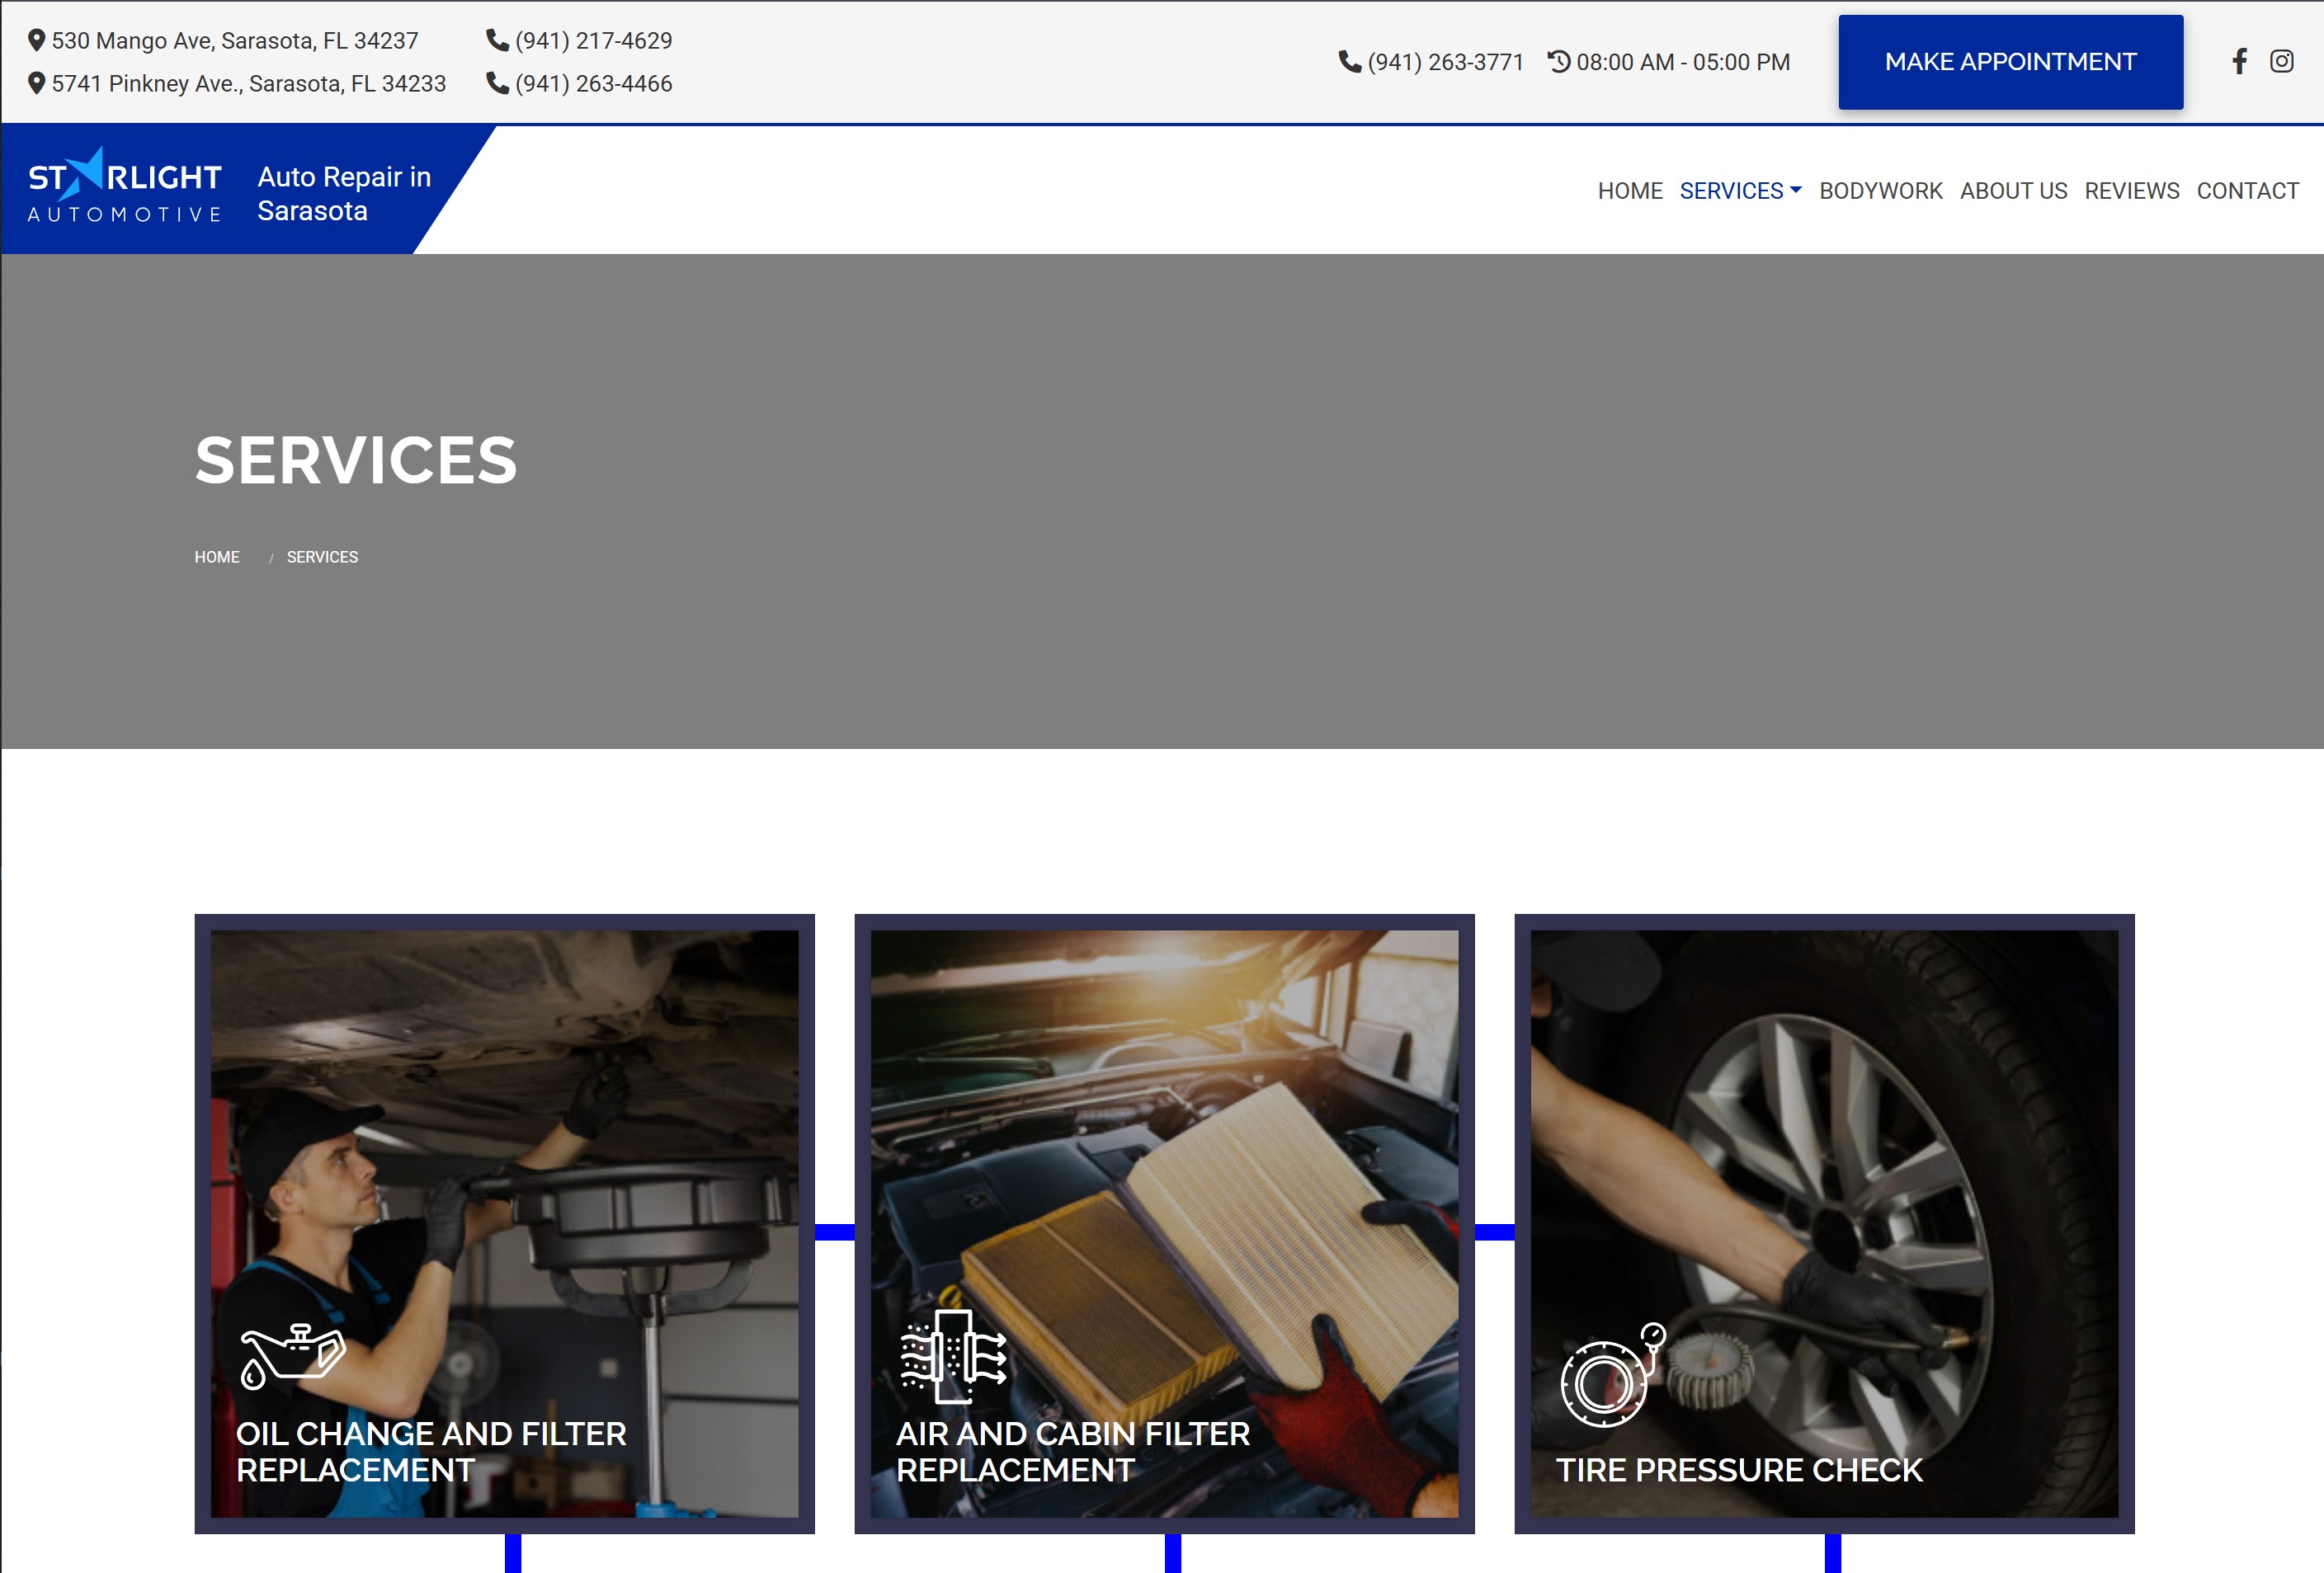 530 Mango Ave, Sarasota, FL 34237
(941) 217-4629
5741 Pinkney Ave., Sarasota, FL 34233
(941) 263-4466
(941) 263-3771
08:00 AM - 05:00 PM
MAKE APPOINTMENT
STARLIGHT
AUTOMOTIVE
Auto Repair in
Sarasota
HOME SERVICES BODYWORK ABOUT US REVIEWS CONTACT
SERVICES
HOME / SERVICES
OIL CHANGE AND FILTER
REPLACEMENT
AIR AND CABIN FILTER
REPLACEMENT
TIRE PRESSURE CHECK